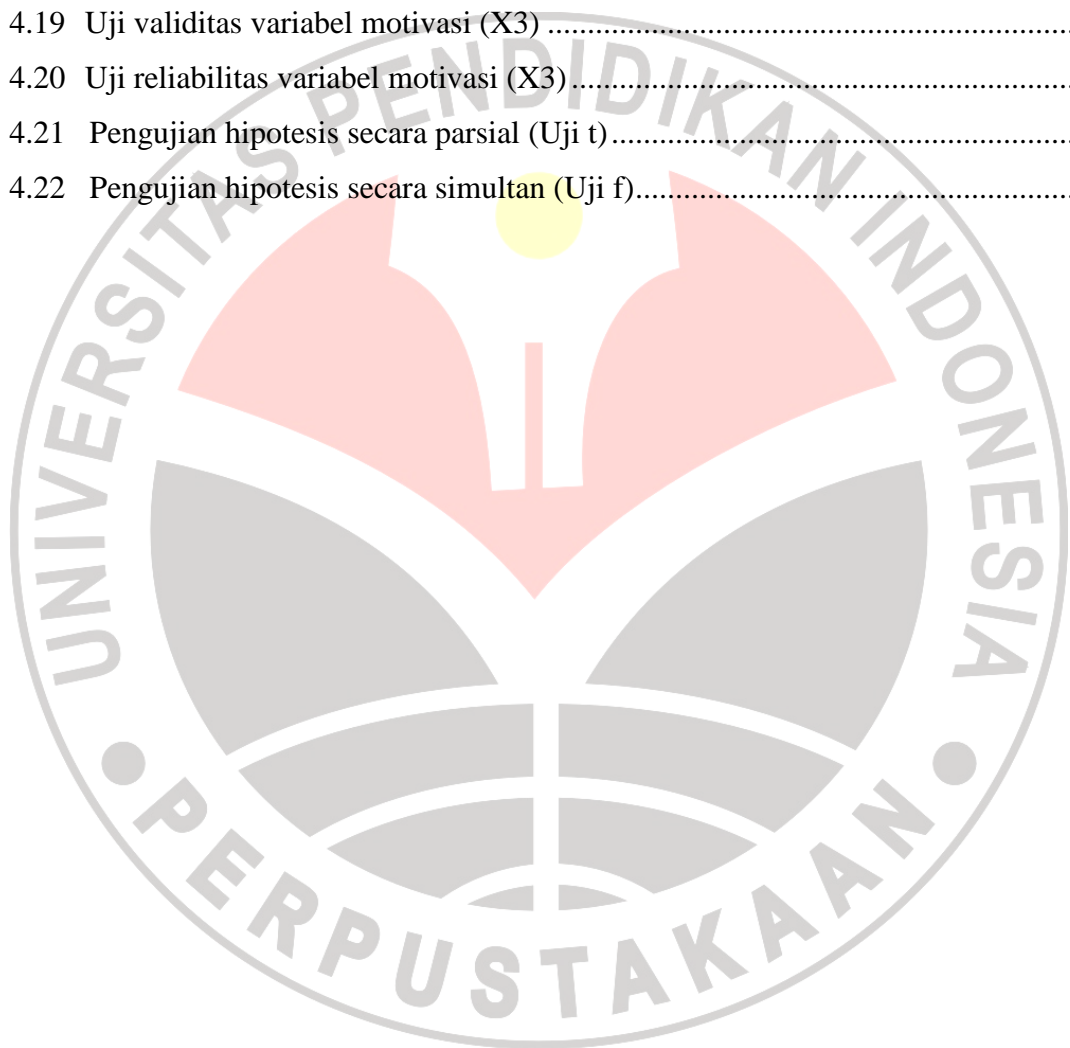 4.19 Uji validitas variabel motivasi (X3) ................................................................
4.20 Uji reliabilitas variabel motivasi (X3) ..............................................................
4.21 Pengujian hipotesis secara parsial (Uji t) .........................................................
4.22 Pengujian hipotesis secara simultan (Uji f)......................................................
UNIVERSITAS PENDIDIKAN INDONESIA
PERPUSTAKAAN